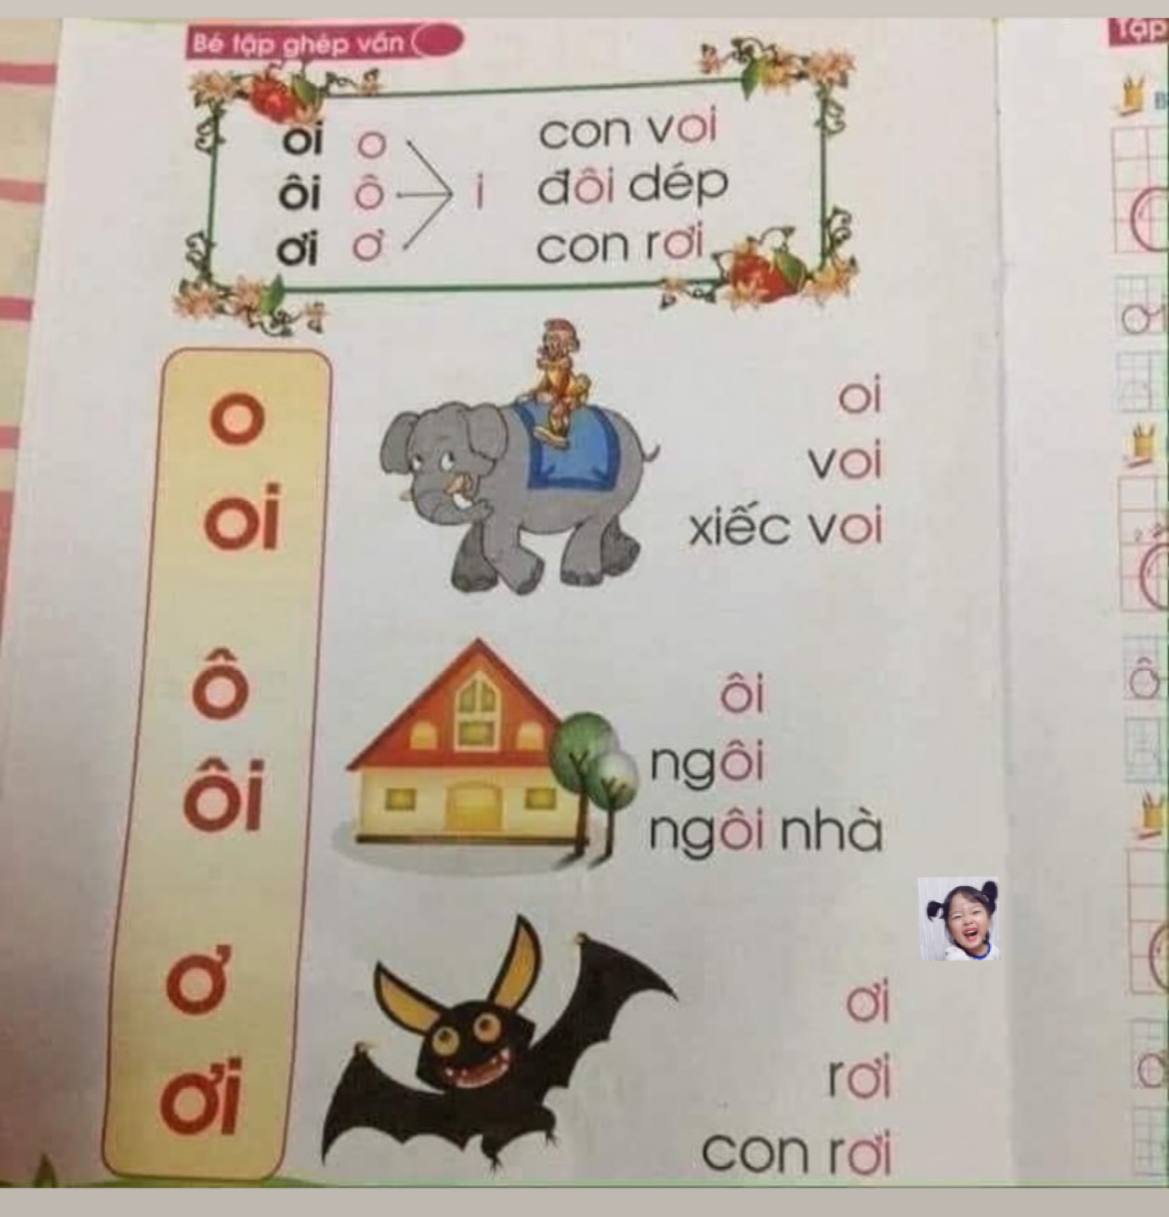 Bé tập ghép vần
oi o con voi
ôi ô i đôi dép
ơi ơ con rơi
o
oi
oi
voi
xiếc voi
ô
ôi
ôi
ngôi
ngôi nhà
ơ
ơi
ơi
rơi
con rơi
Tập
ô